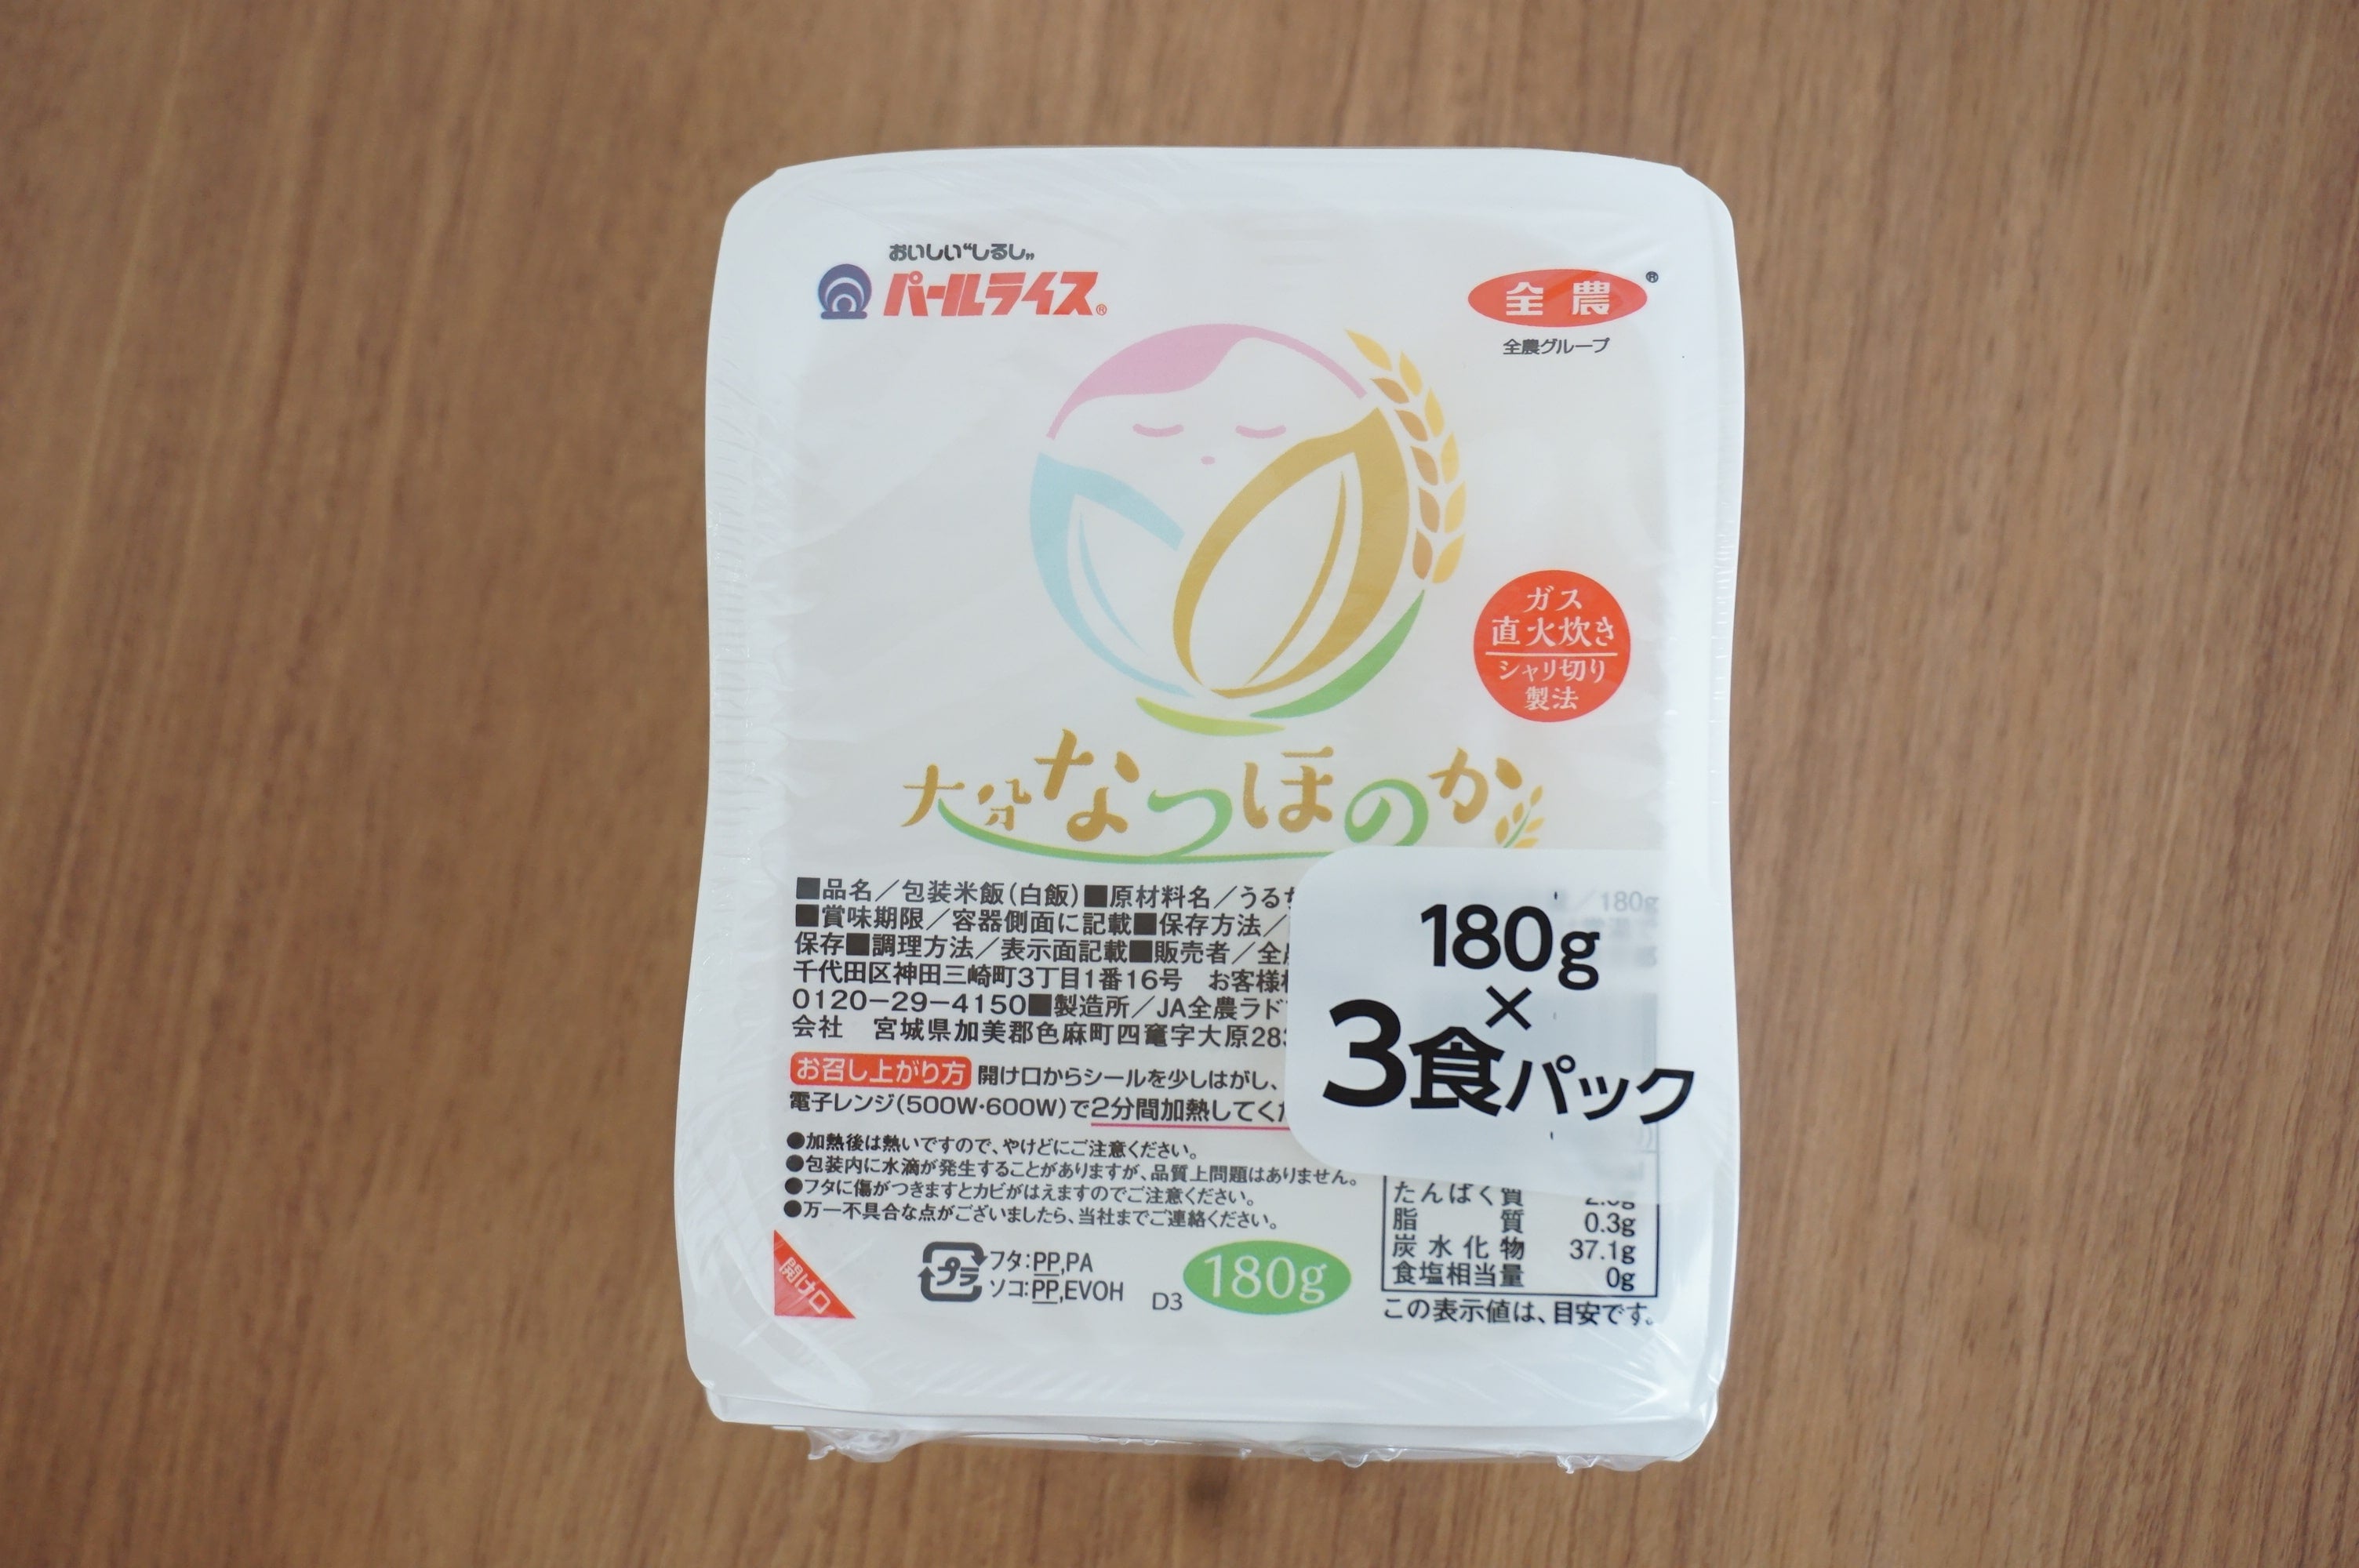 おいしい“しるし”
パールライス®
全農®
全農グループ
ガス
直火炊き
シャリ切り
製法
大分なつほのか
■品名／包装米飯(白飯)■原材料名／うる
／180g
■賞味期限／容器側面に記載■保存方法／
保存■調理方法／表示面記載■販売者／全
千代田区神田三崎町3丁目1番16号 お客様
0120-29-4150■製造所／JA全農ラド
会社 宮城県加美郡色麻町四竈字大原28
180g
×
3食パック
お召し上がり方 開け口からシールを少しはがし、
電子レンジ(500W・600W)で2分間加熱してく
●加熱後は熱いですので、やけどにご注意ください。
●包装内に水滴が発生することがありますが、品質上問題はありません。
●フタに傷がつきますとカビがはえますのでご注意ください。
●万一不具合な点がございましたら、当社までご連絡ください。
たんぱく質
脂質 0.3g
炭水化物 37.1g
食塩相当量 0g
この表示値は、目安です。
開け口
プラ
フタ:PP,PA
ソコ:PP,EVOH
D3
180g